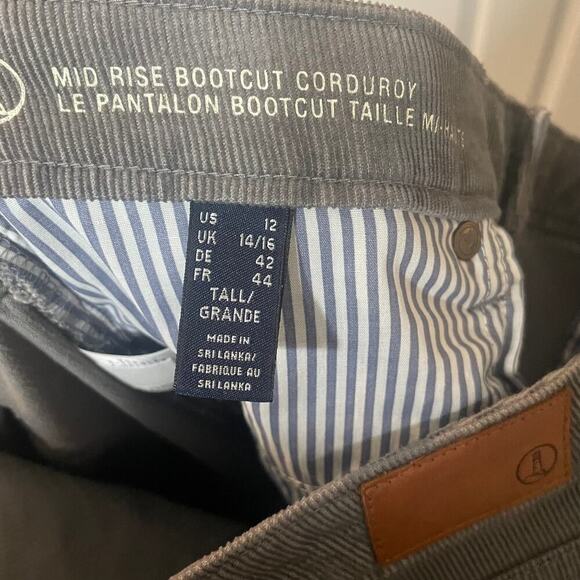 MID RISE BOOTCUT CORDUROY
LE PANTALON BOOTCUT TAILLE
US 12
UK 14/16
DE 42
FR 44
TALL/
GRANDE
MADE IN
SRI LANKA/
FABRIQUE AU
SRI LANKA